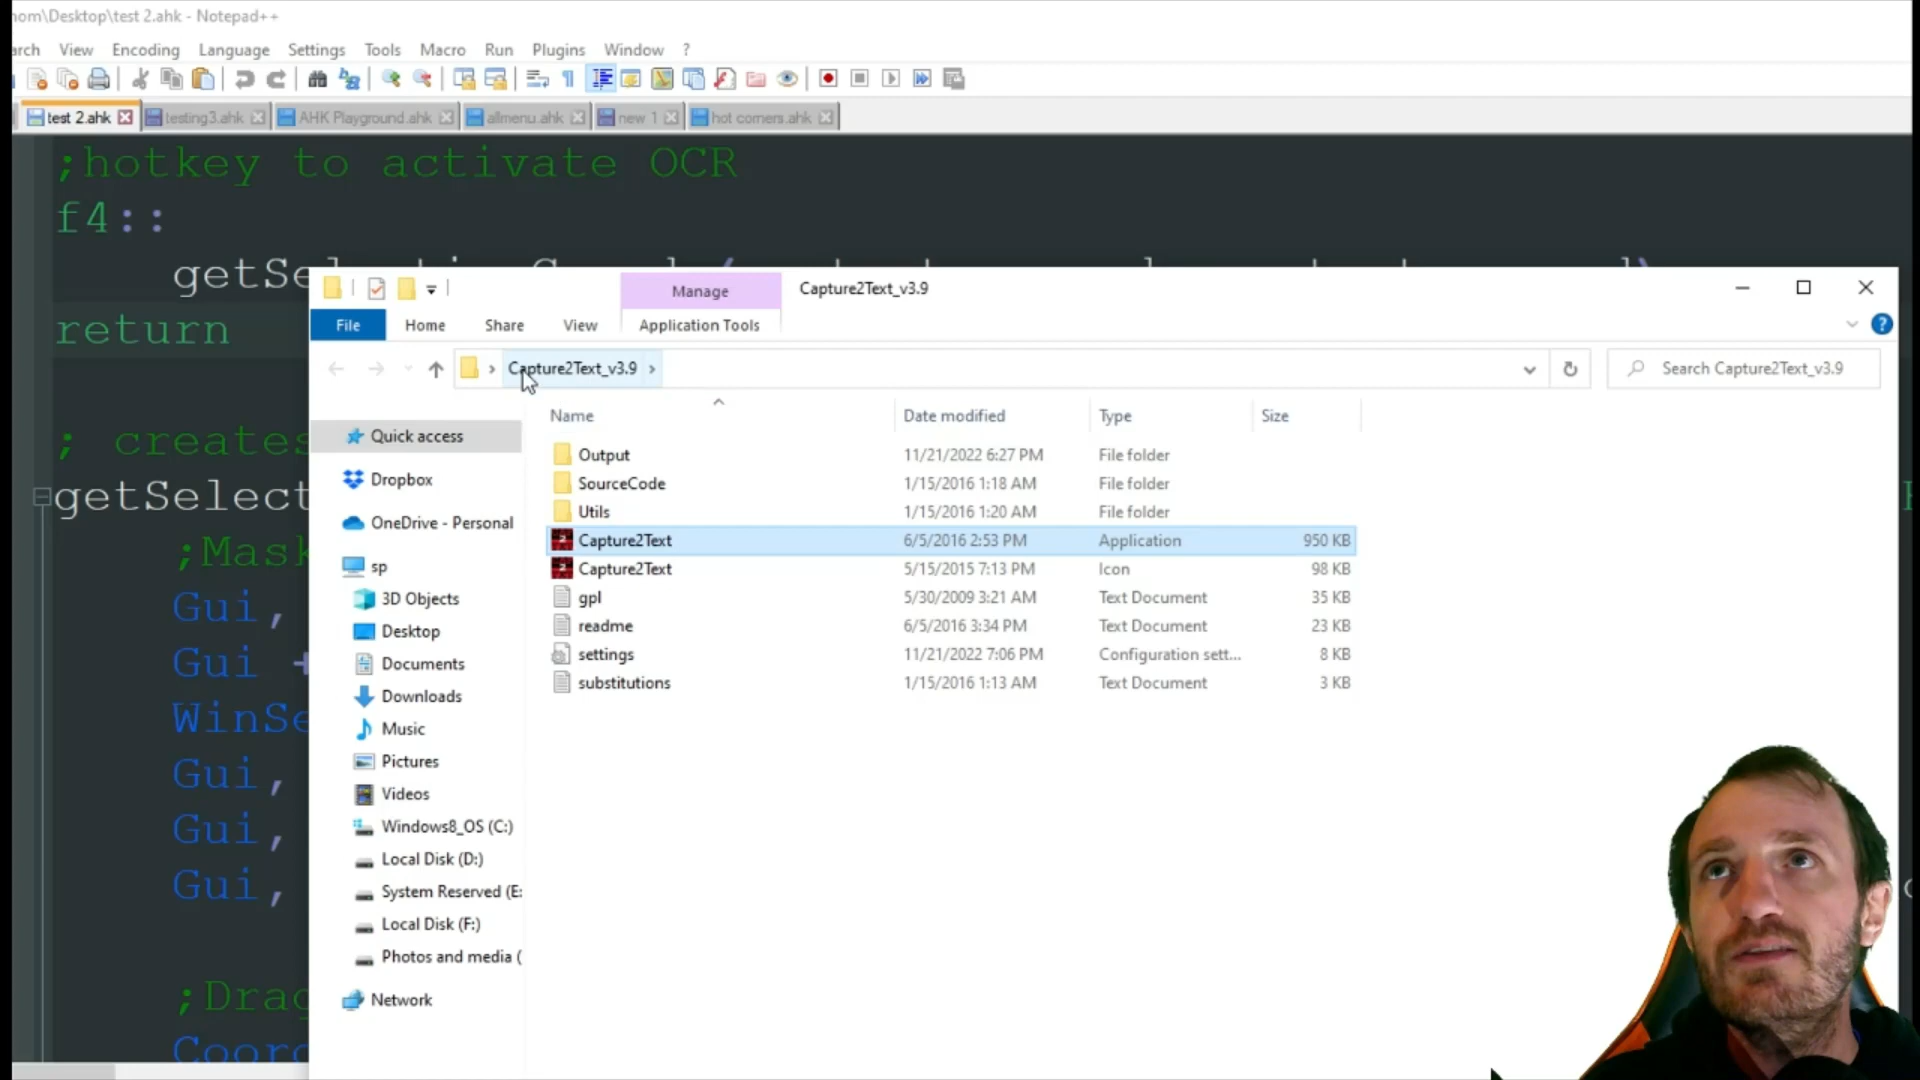 nom\Desktop\test 2.ahk - Notepad++
arch View Encoding Language Settings Tools Macro Run Plugins Window ?
test 2.ahk testing3.ahk AHK Playground.ahk allmenu.ahk new 1 hot corners.ahk
;hotkey to activate OCR
f4::
getSel
return
; creates
getSelect
;Mask
Gui,
Gui +
WinSe
Gui,
Gui,
Gui,
;Drag
Coord
Manage Capture2Text_v3.9
File Home Share View Application Tools
Capture2Text_v3.9 Search Capture2Text_v3.9
Name Date modified Type Size
Quick access
Dropbox
OneDrive - Personal
sp
3D Objects
Desktop
Documents
Downloads
Music
Pictures
Videos
Windows8_OS (C:)
Local Disk (D:)
System Reserved (E:
Local Disk (F:)
Photos and media (
Network
Output 11/21/2022 6:27 PM File folder
SourceCode 1/15/2016 1:18 AM File folder
Utils 1/15/2016 1:20 AM File folder
Capture2Text 6/5/2016 2:53 PM Application 950 KB
Capture2Text 5/15/2015 7:13 PM Icon 98 KB
gpl 5/30/2009 3:21 AM Text Document 35 KB
readme 6/5/2016 3:34 PM Text Document 23 KB
settings 11/21/2022 7:06 PM Configuration sett... 8 KB
substitutions 1/15/2016 1:13 AM Text Document 3 KB